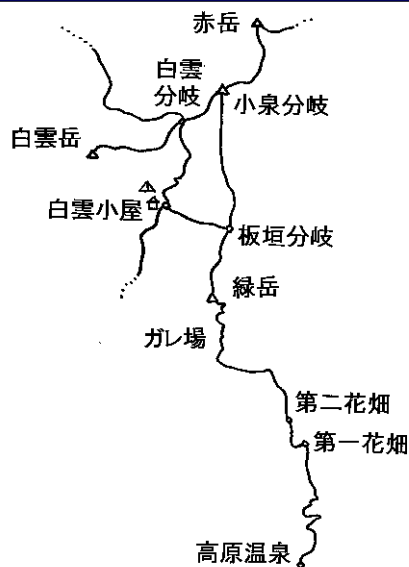 赤岳
白雲
分岐
小泉分岐
白雲岳
白雲小屋
板垣分岐
緑岳
ガレ場
第二花畑
第一花畑
高原温泉